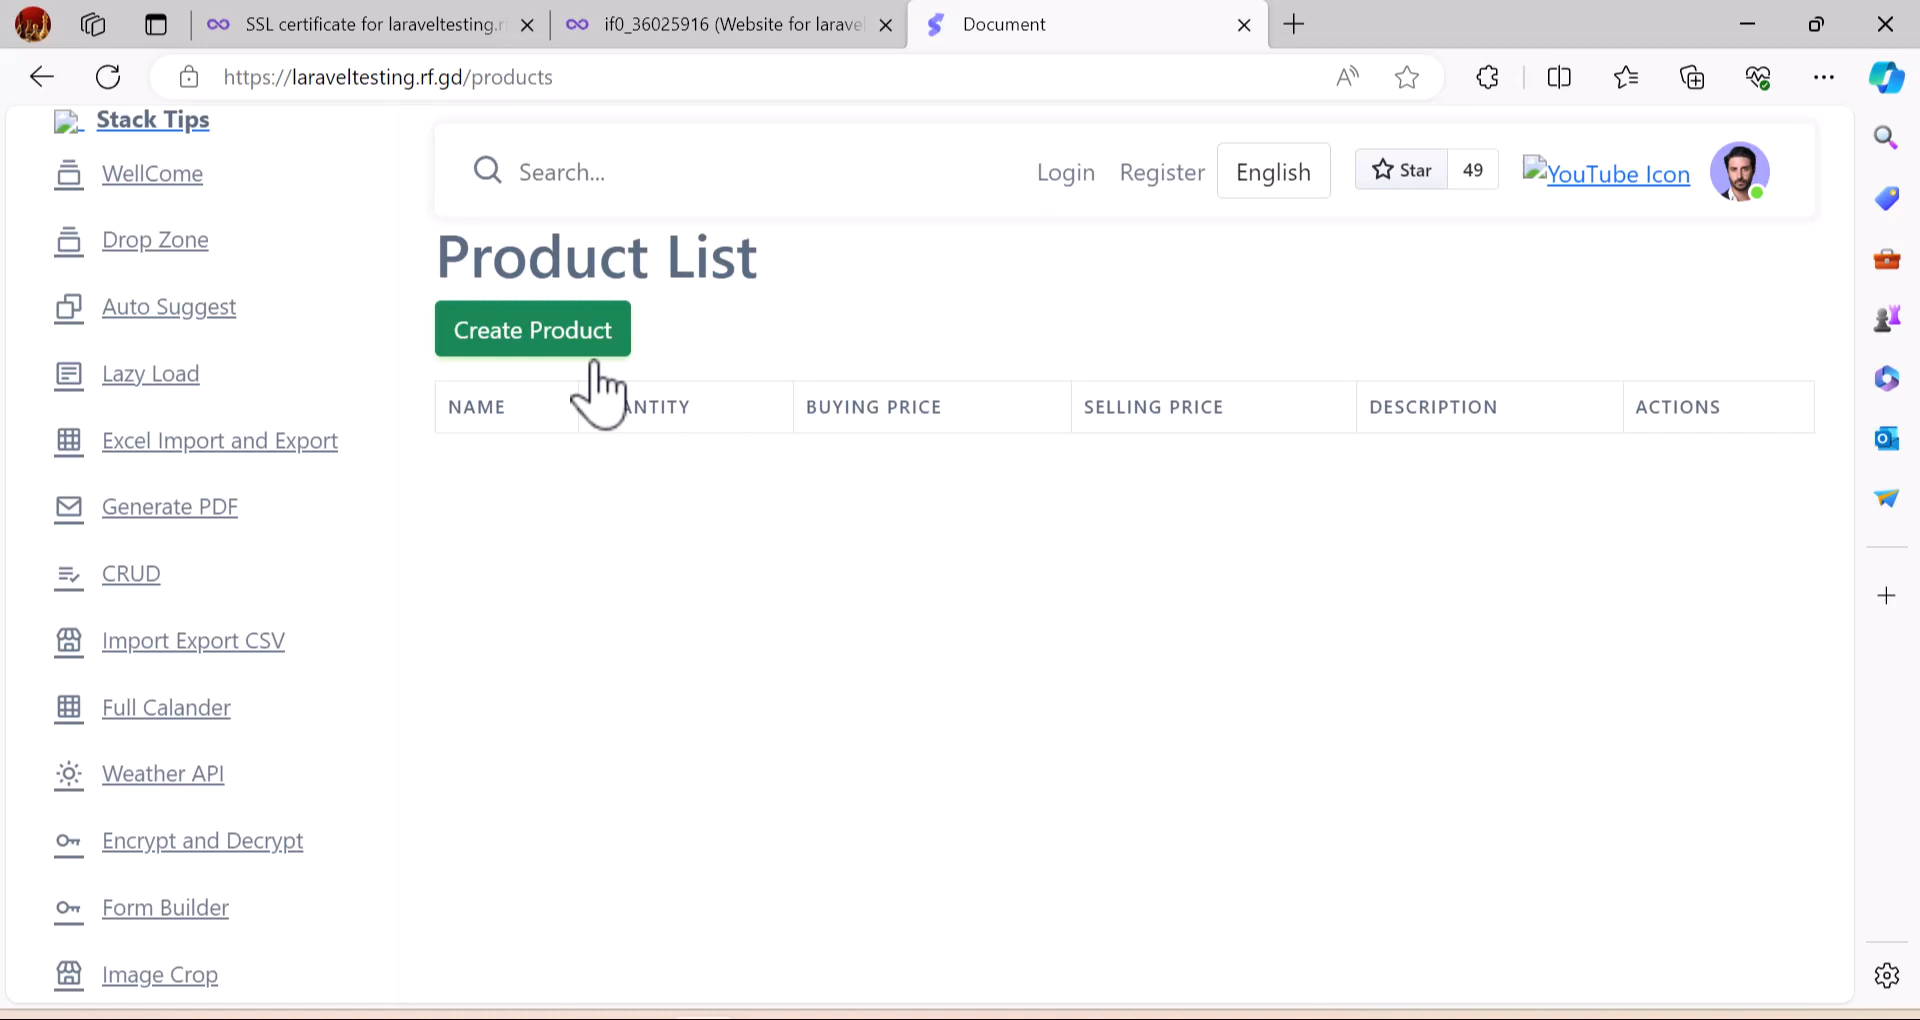 SSL certificate for laraveltesting.r
if0_36025916 (Website for larave
Document
https://laraveltesting.rf.gd/products
Stack Tips
WellCome
Drop Zone
Auto Suggest
Lazy Load
Excel Import and Export
Generate PDF
CRUD
Import Export CSV
Full Calander
Weather API
Encrypt and Decrypt
Form Builder
Image Crop
Search...
Login
Register
English
Star
49
YouTube Icon
Product List
Create Product
NAME
ANTITY
BUYING PRICE
SELLING PRICE
DESCRIPTION
ACTIONS